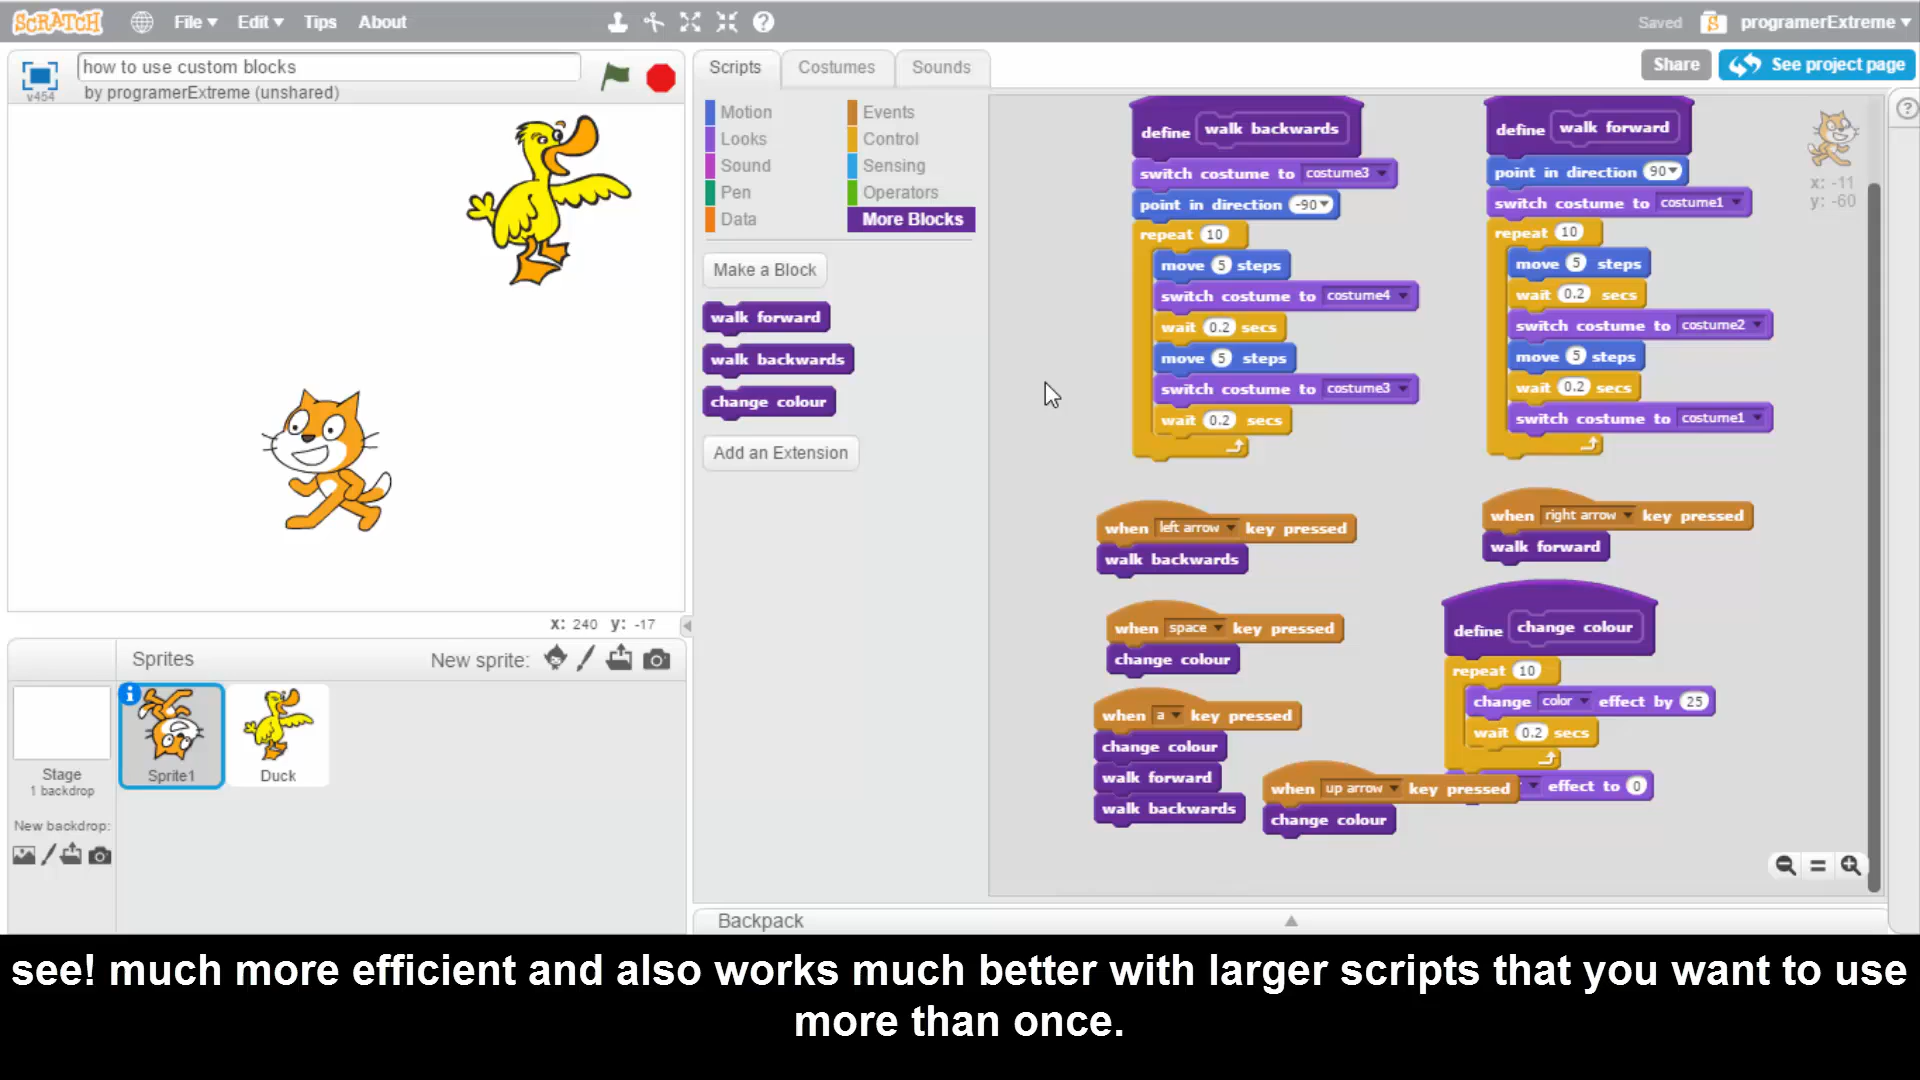 SCRATCH File Edit Tips About Saved programerExtreme
Share See project page
v454 how to use custom blocks
by programerExtreme (unshared)
Scripts Costumes Sounds
Motion Events
Looks Control
Sound Sensing
Pen Operators
Data More Blocks
Make a Block
walk forward
walk backwards
change colour
Add an Extension
define walk backwards
switch costume to costume3
point in direction -90
repeat 10
move 5 steps
switch costume to costume4
wait 0.2 secs
move 5 steps
switch costume to costume3
wait 0.2 secs
define walk forward
point in direction 90
switch costume to costume1
repeat 10
move 5 steps
wait 0.2 secs
switch costume to costume2
move 5 steps
wait 0.2 secs
switch costume to costume1
x: -11
y: -60
when left arrow key pressed
walk backwards
when right arrow key pressed
walk forward
when space key pressed
change colour
define change colour
repeat 10
change color effect by 25
wait 0.2 secs
effect to 0
when a key pressed
change colour
walk forward
walk backwards
when up arrow key pressed
change colour
x: 240 y: -17
Sprites New sprite:
Sprite1 Duck
Stage
1 backdrop
New backdrop:
Backpack
see! much more efficient and also works much better with larger scripts that you want to use
more than once.